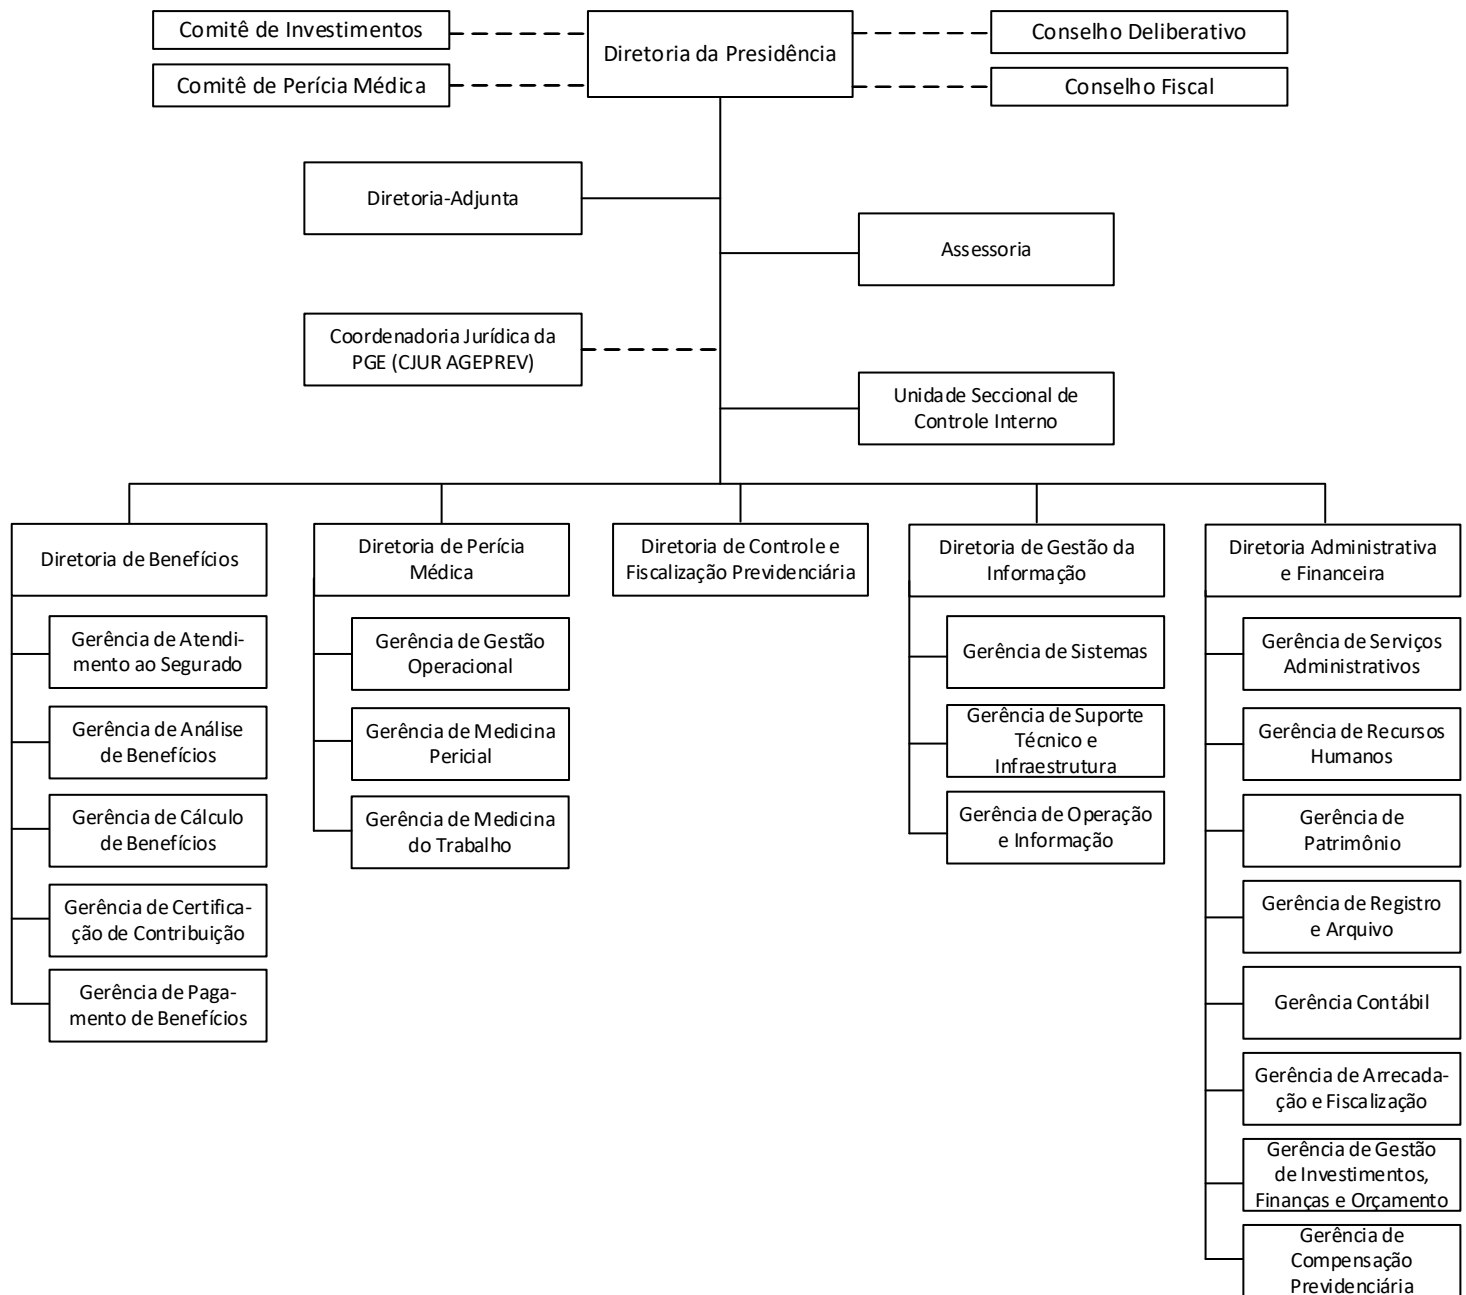 Comitê de Investimentos
Diretoria da Presidência
Conselho Deliberativo
Comitê de Perícia Médica
Conselho Fiscal
Diretoria-Adjunta
Assessoria
Coordenadoria Jurídica da
PGE (CJUR AGEPREV)
Unidade Seccional de
Controle Interno
Diretoria de Benefícios
Gerência de Atendi-
mento ao Segurado
Gerência de Análise
de Benefícios
Gerência de Cálculo
de Benefícios
Gerência de Certifica-
ção de Contribuição
Gerência de Paga-
mento de Benefícios
Diretoria de Perícia
Médica
Gerência de Gestão
Operacional
Gerência de Medicina
Pericial
Gerência de Medicina
do Trabalho
Diretoria de Controle e
Fiscalização Previdenciária
Diretoria de Gestão da
Informação
Gerência de Sistemas
Gerência de Suporte
Técnico e
Infraestrutura
Gerência de Operação
e Informação
Diretoria Administrativa
e Financeira
Gerência de Serviços
Administrativos
Gerência de Recursos
Humanos
Gerência de
Patrimônio
Gerência de Registro
e Arquivo
Gerência Contábil
Gerência de Arrecada-
ção e Fiscalização
Gerência de Gestão
de Investimentos,
Finanças e Orçamento
Gerência de
Compensação
Previdenciária